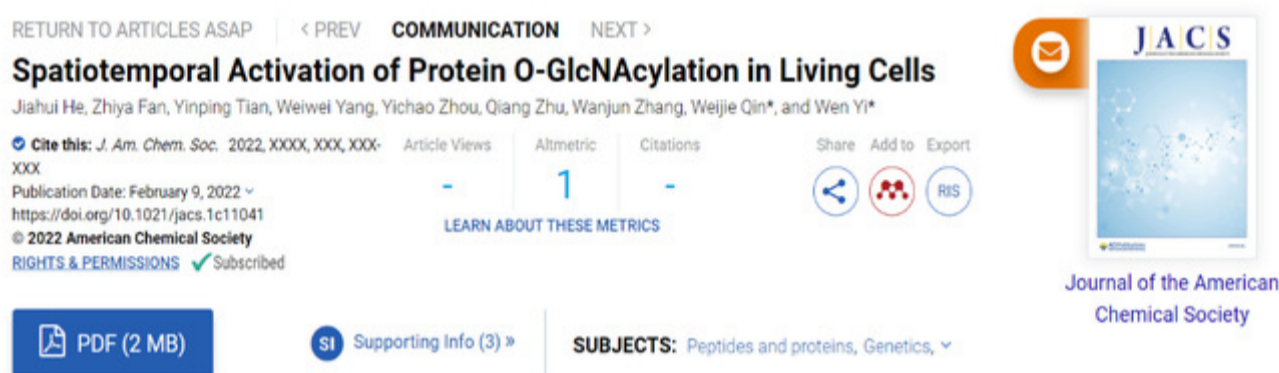 RETURN TO ARTICLES ASAP < PREV COMMUNICATION NEXT >
Spatiotemporal Activation of Protein O-GlcNAcylation in Living Cells
Jiahui He, Zhiya Fan, Yinping Tian, Weiwei Yang, Yichao Zhou, Qiang Zhu, Wanjun Zhang, Weijie Qin*, and Wen Yi*
Cite this: J. Am. Chem. Soc. 2022, XXXX, XXX, XXX-
XXX
Publication Date: February 9, 2022
https://doi.org/10.1021/jacs.1c11041
© 2022 American Chemical Society
RIGHTS & PERMISSIONS Subscribed
Article Views Altmetric Citations
- 1 -
LEARN ABOUT THESE METRICS
Share Add to Export
RIS
JACS
Journal of the American
Chemical Society
PDF (2 MB)
SI Supporting Info (3) »
SUBJECTS: Peptides and proteins, Genetics,